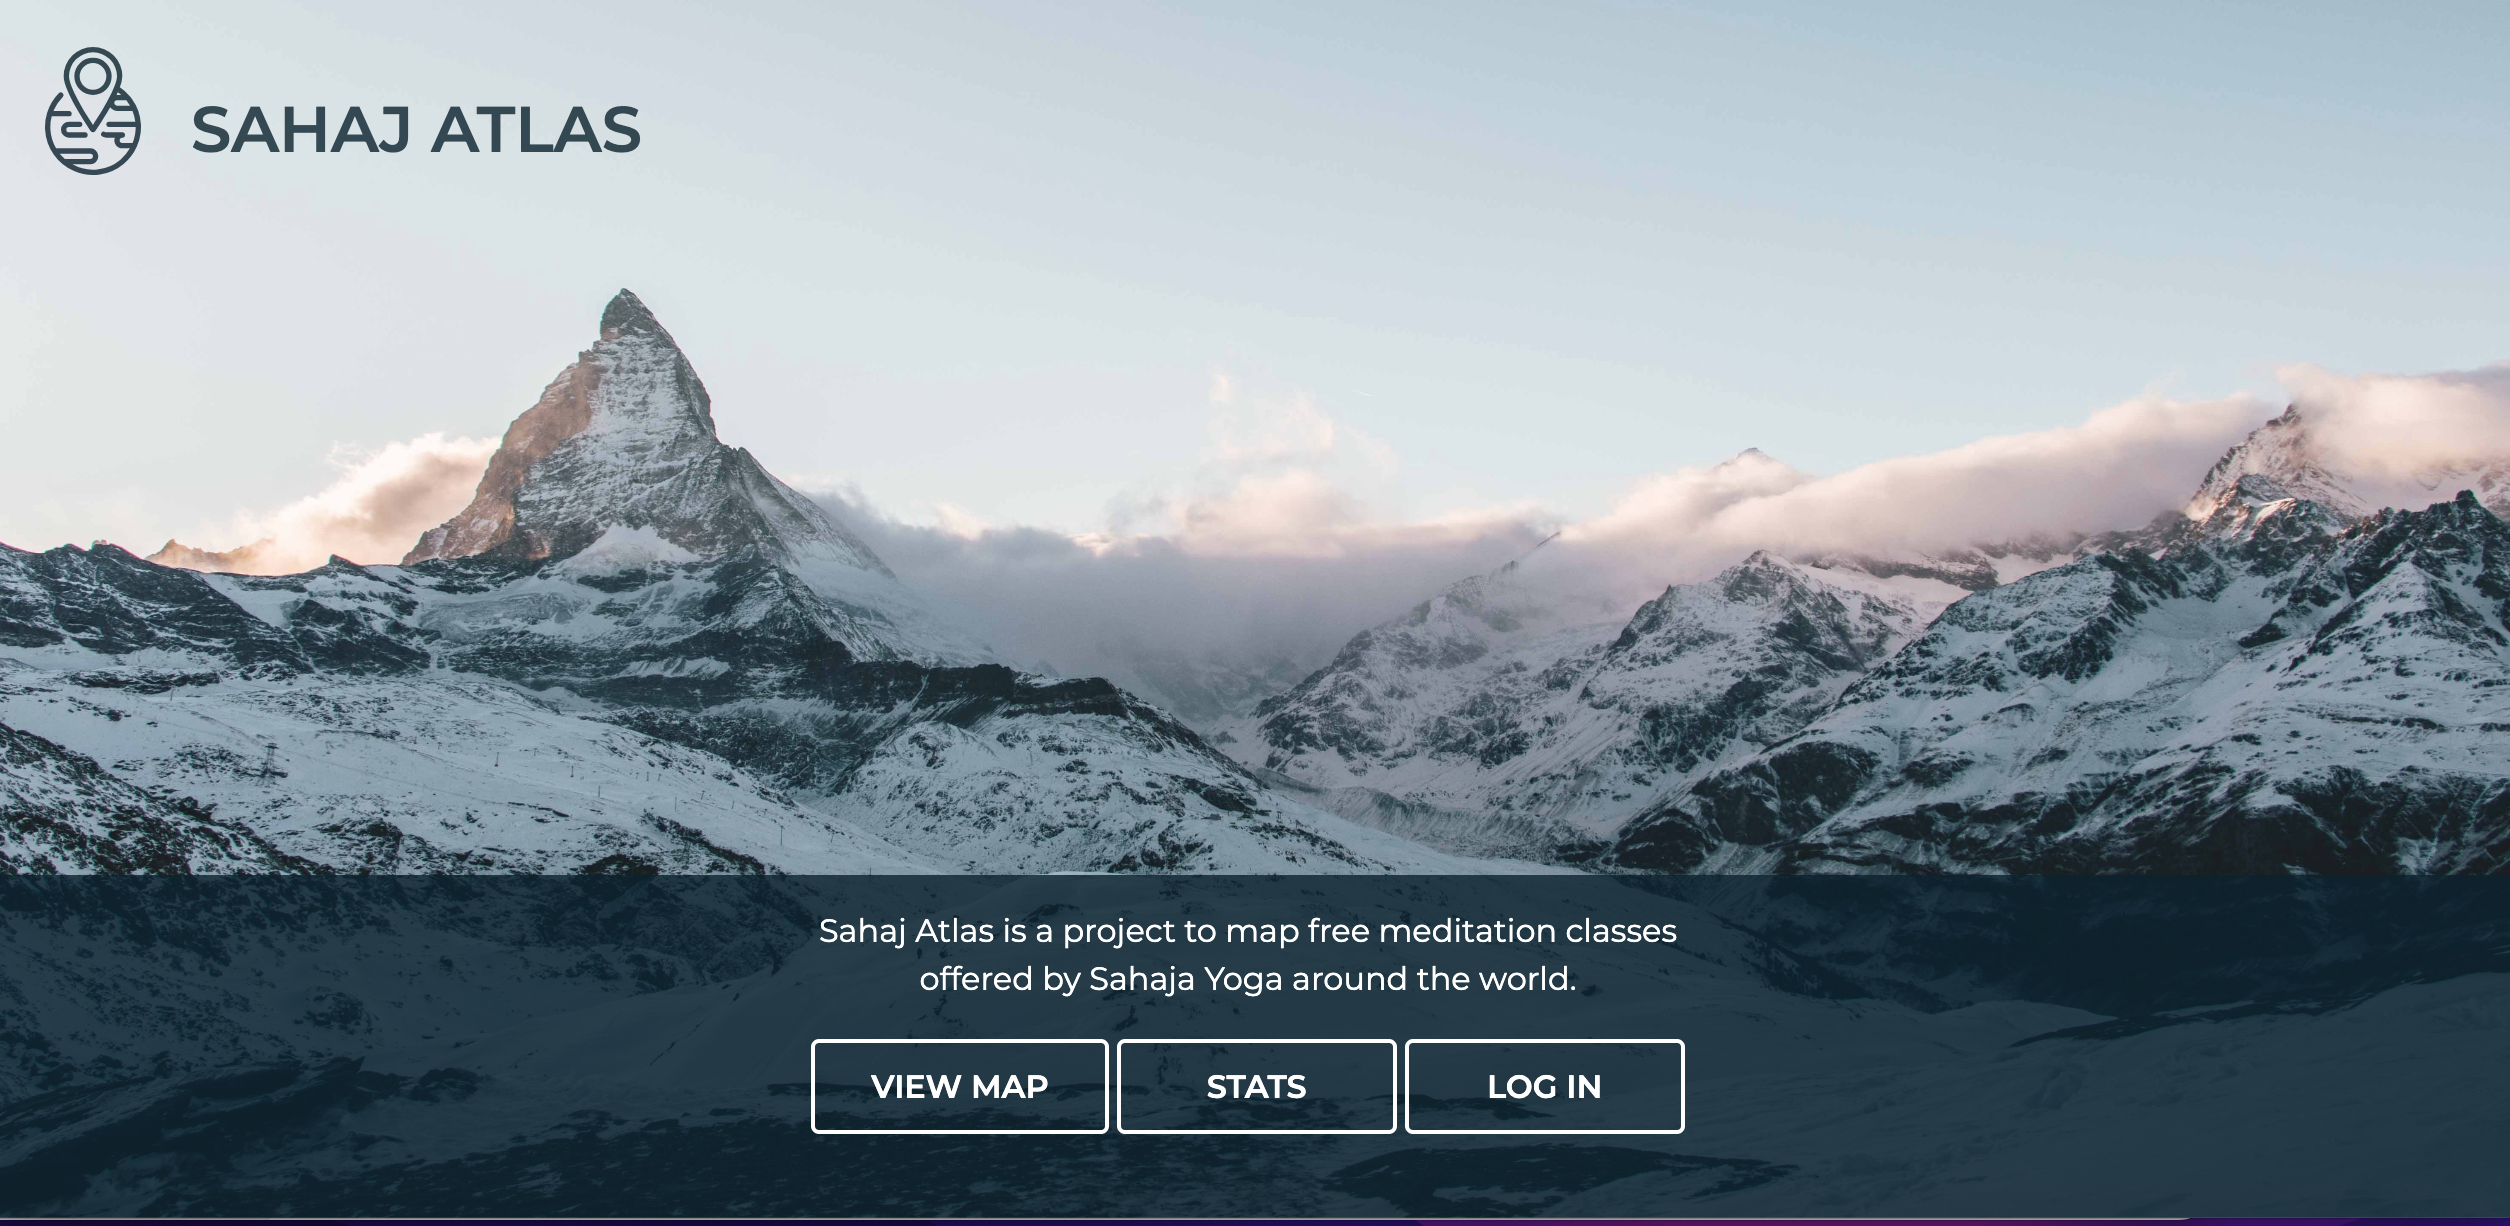 SAHAJ ATLAS
Sahaj Atlas is a project to map free meditation classes
offered by Sahaja Yoga around the world.
VIEW MAP
STATS
LOG IN